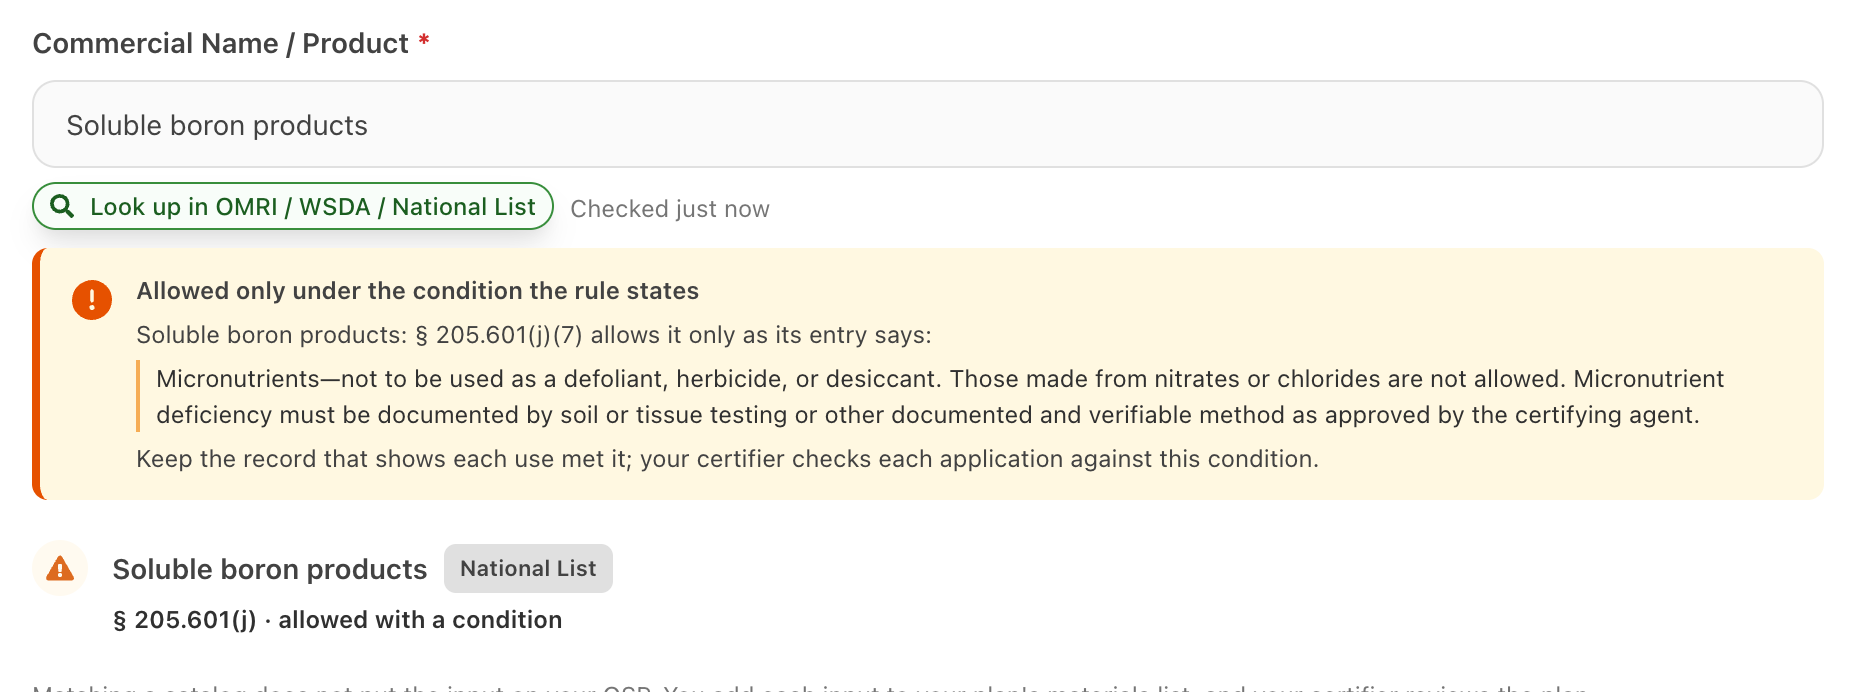 Commercial Name / Product *
Soluble boron products
Look up in OMRI / WSDA / National List
Checked just now
Allowed only under the condition the rule states
Soluble boron products: § 205.601(j)(7) allows it only as its entry says:
Micronutrients—not to be used as a defoliant, herbicide, or desiccant. Those made from nitrates or chlorides are not allowed. Micronutrient
deficiency must be documented by soil or tissue testing or other documented and verifiable method as approved by the certifying agent.
Keep the record that shows each use met it; your certifier checks each application against this condition.
Soluble boron products
National List
§ 205.601(j) · allowed with a condition